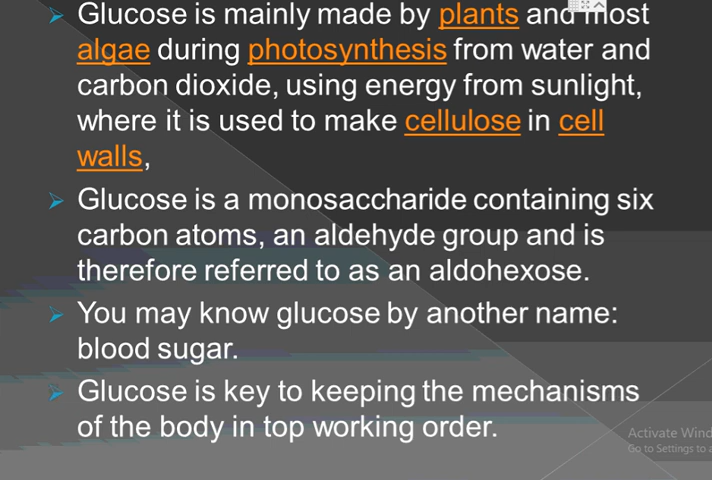 Glucose is mainly made by plants and most
algae during photosynthesis from water and
carbon dioxide, using energy from sunlight,
where it is used to make cellulose in cell
walls,
Glucose is a monosaccharide containing six
carbon atoms, an aldehyde group and is
therefore referred to as an aldohexose.
You may know glucose by another name:
blood sugar.
Glucose is key to keeping the mechanisms
of the body in top working order.
Activate Wind
Go to Settings to a